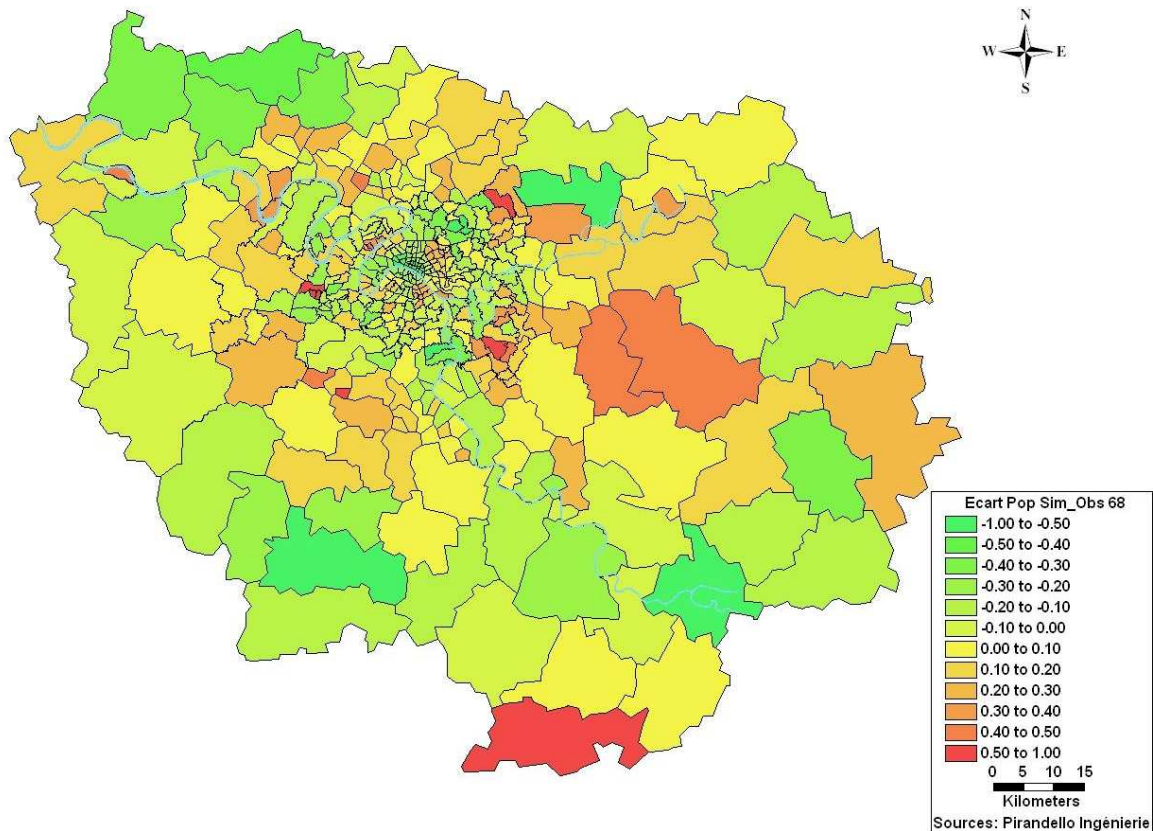 N
W E
S
Ecart Pop Sim_Obs 68
-1.00 to -0.50
-0.50 to -0.40
-0.40 to -0.30
-0.30 to -0.20
-0.20 to -0.10
-0.10 to 0.00
0.00 to 0.10
0.10 to 0.20
0.20 to 0.30
0.30 to 0.40
0.40 to 0.50
0.50 to 1.00
0 5 10 15
Kilometers
Sources: Pirandello Ingénierie